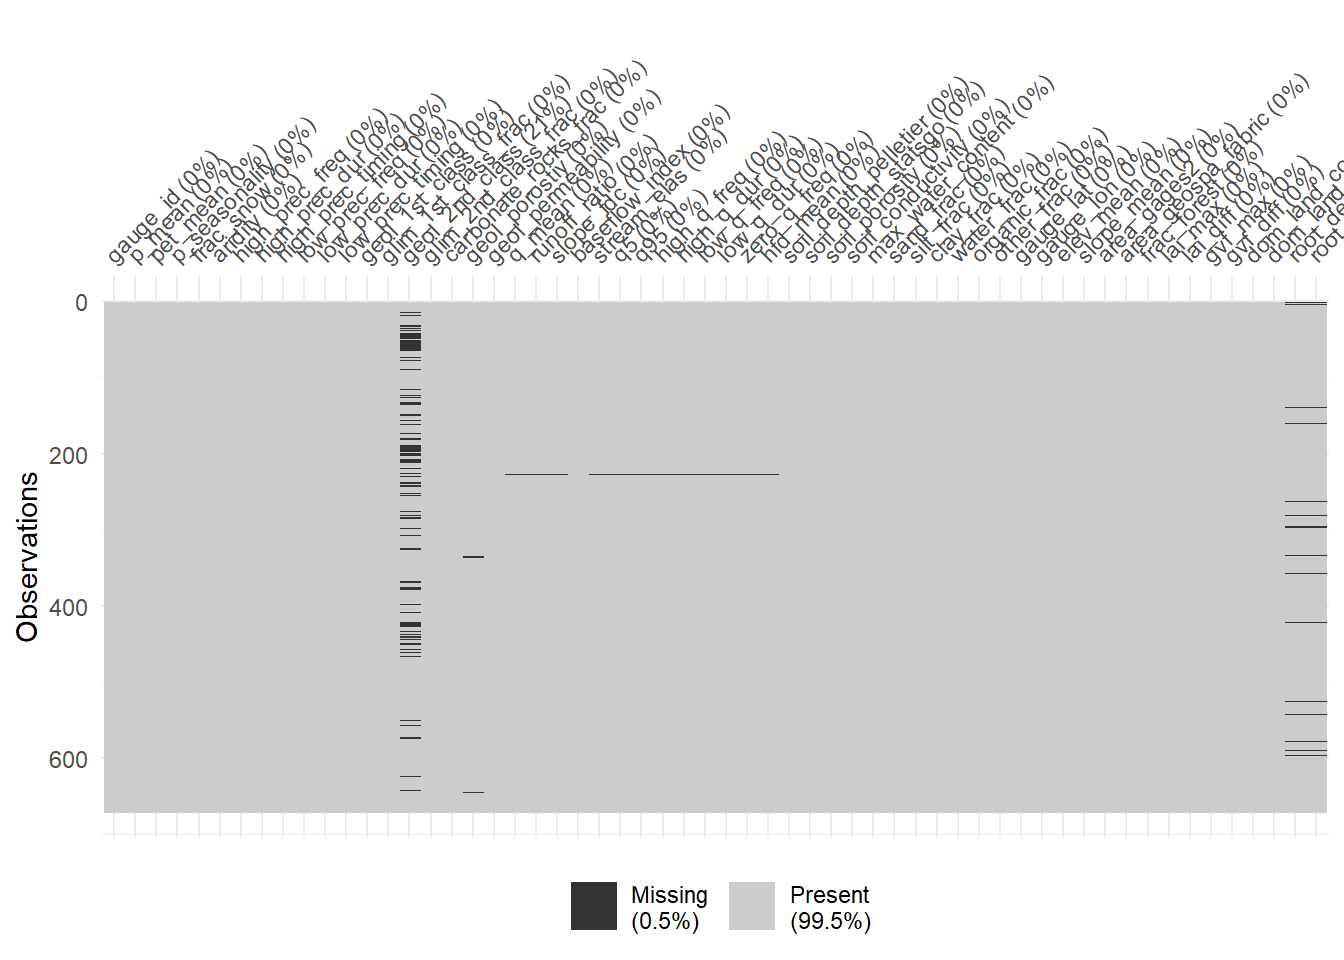 gauge_id (0%)
p_mean (0%)
pet_mean (0%)
p_seasonality (0%)
frac_snow (0%)
aridity (0%)
high_prec_freq (0%)
high_prec_dur (0%)
high_prec_timing (0%)
low_prec_freq (0%)
low_prec_dur (0%)
low_prec_timing (0%)
geol_1st_class (0%)
glim_1st_class_frac (0%)
geol_2nd_class (21%)
glim_2nd_class_frac (0%)
carbonate_rocks_frac (0%)
geol_porostiy (0%)
geol_permeability (0%)
q_mean (0%)
runoff_ratio (0%)
slope_fdc (0%)
baseflow_index (0%)
stream_elas (0%)
q5 (0%)
q95 (0%)
high_q_freq (0%)
high_q_dur (0%)
low_q_freq (0%)
low_q_dur (0%)
zero_q_freq (0%)
hfd_mean (0%)
soil_depth_pelletier (0%)
soil_depth_statsgo (0%)
soil_porosity (0%)
soil_conductivity (0%)
max_water_content (0%)
sand_frac (0%)
silt_frac (0%)
clay_frac (0%)
water_frac (0%)
organic_frac (0%)
other_frac (0%)
gauge_lat (0%)
gauge_lon (0%)
elev_mean (0%)
slope_mean (0%)
area_gages2 (0%)
area_geospa_fabric (0%)
frac_forest (0%)
lai_max (0%)
lai_diff (0%)
gvf_max (0%)
gvf_diff (0%)
dom_land
dom_land_c
root_
root
0
200
400
600
Observations
Missing
(0.5%)
Present
(99.5%)